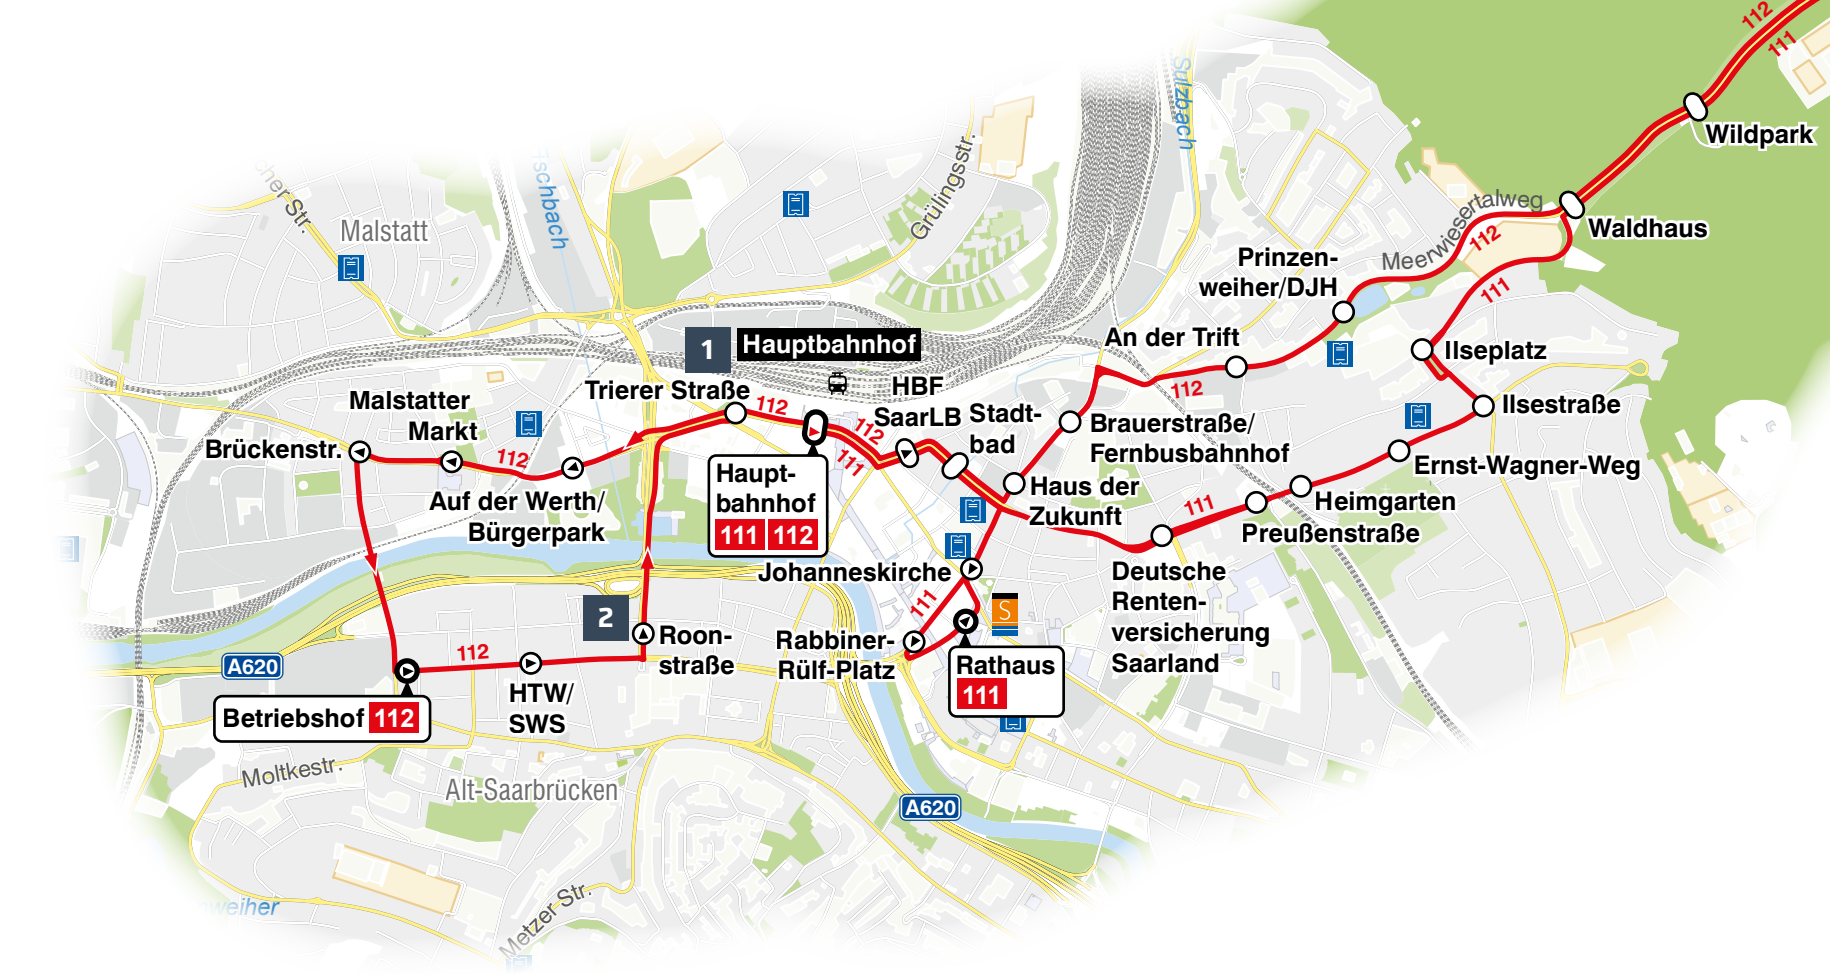 112
111
Sulzbach
Wildpark
Grülingsstr.
Malstatt
Meerwiesertalweg
Waldhaus
112
Prinzen-
weiher/DJH
111
1
Hauptbahnhof
An der Trift
Ilseplatz
HBF
Trierer Straße
112
112
Malstatter
Markt
SaarLB
Stadt-
bad
Ilsestraße
Brückenstr.
112
112
111
Brauerstraße/
Fernbusbahnhof
Ernst-Wagner-Weg
Haupt-
bahnhof
111 112
Auf der Werth/
Bürgerpark
Haus der
Zukunft
111
Heimgarten
Preußenstraße
Johanneskirche
Deutsche
Renten-
versicherung
Saarland
111
2
S
Roon-
straße
Rabbiner-
Rülf-Platz
112
A620
Rathaus
111
HTW/
SWS
Betriebshof 112
Moltkestr.
Alt-Saarbrücken
A620
Metzer Str.
weiher